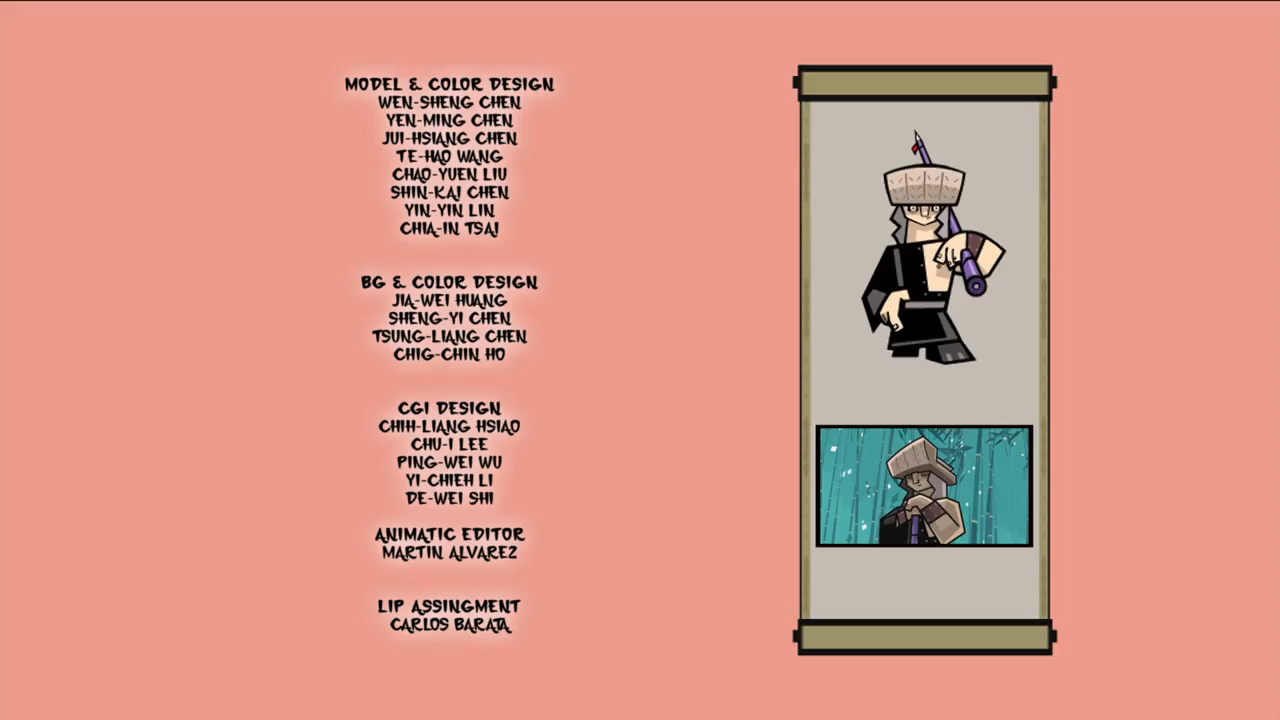 MODEL & COLOR DESIGN
WEN-SHENG CHEN
YEN-MING CHEN
JUI-HSIANG CHEN
TE-HAO WANG
CHAO-YUEN LIU
SHIN-KAI CHEN
YIN-YIN LIN
CHIA-IN TSAI
BG & COLOR DESIGN
JIA-WEI HUANG
SHENG-YI CHEN
TSUNG-LIANG CHEN
CHIG-CHIN HO
CGI DESIGN
CHIH-LIANG HSIAO
CHU-I LEE
PING-WEI WU
YI-CHIEH LI
DE-WEI SHI
ANIMATIC EDITOR
MARTIN ALVAREZ
LIP ASSINGMENT
CARLOS BARATA